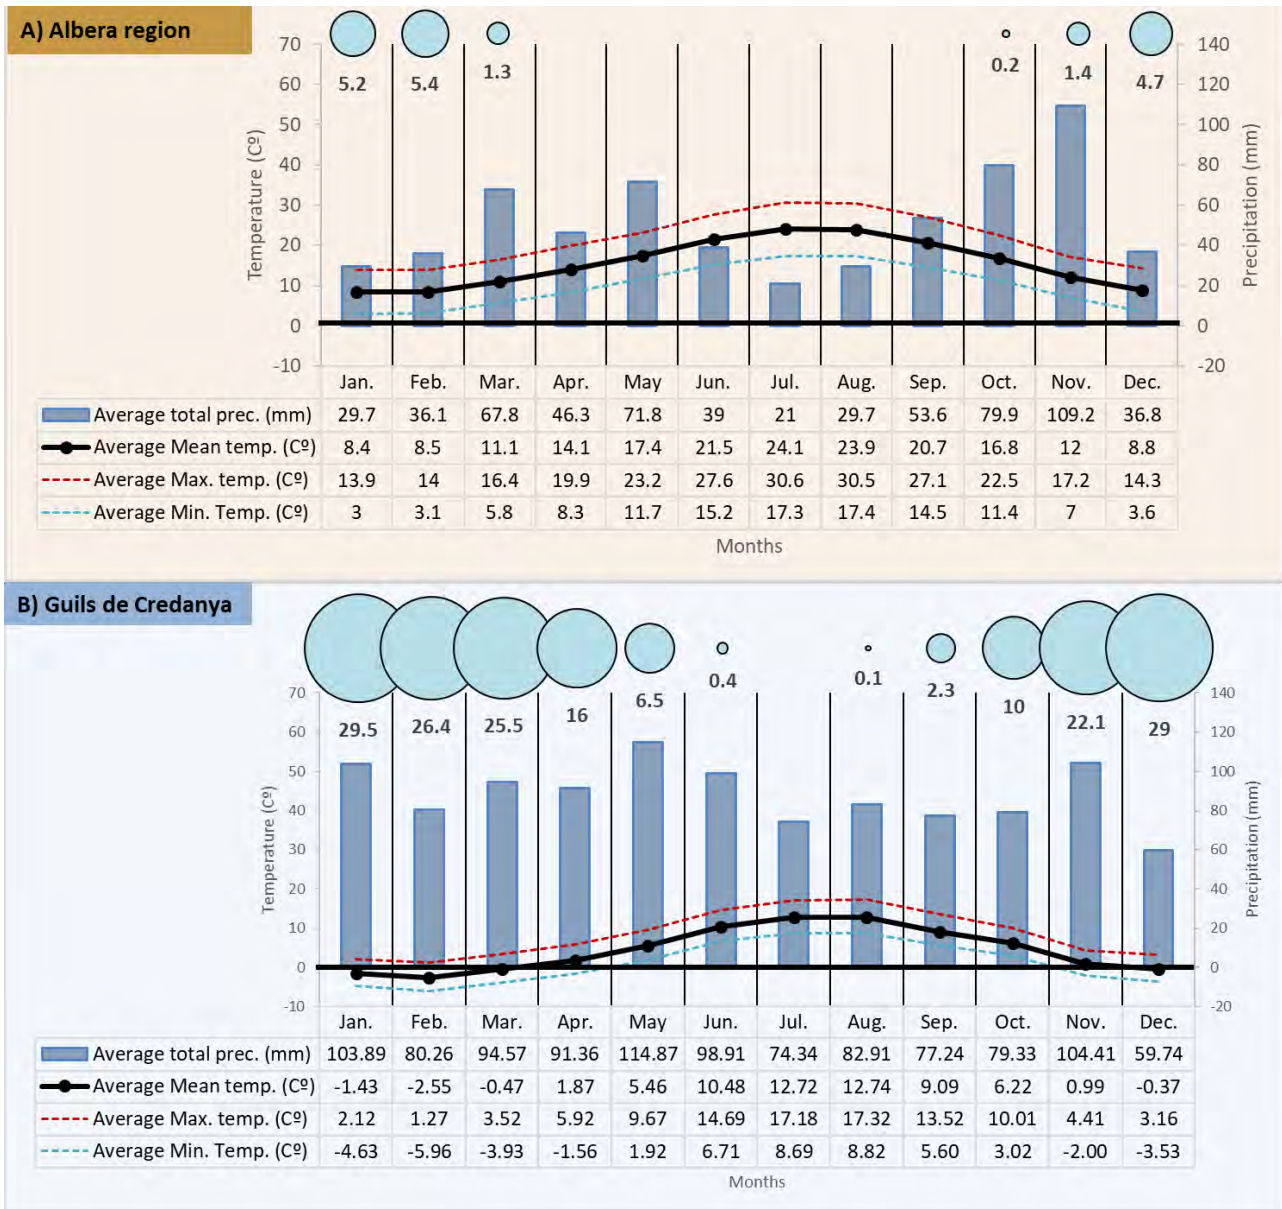 A) Albera region
5.2 5.4 1.3 0.2 1.4 4.7
Temperature (Cº)
70
60
50
40
30
20
10
0
-10
Precipitation (mm)
140
120
100
80
60
40
20
0
-20
Jan. Feb. Mar. Apr. May Jun. Jul. Aug. Sep. Oct. Nov. Dec.
Average total prec. (mm) 29.7 36.1 67.8 46.3 71.8 39 21 29.7 53.6 79.9 109.2 36.8
Average Mean temp. (Cº) 8.4 8.5 11.1 14.1 17.4 21.5 24.1 23.9 20.7 16.8 12 8.8
Average Max. temp. (Cº) 13.9 14 16.4 19.9 23.2 27.6 30.6 30.5 27.1 22.5 17.2 14.3
Average Min. Temp. (Cº) 3 3.1 5.8 8.3 11.7 15.2 17.3 17.4 14.5 11.4 7 3.6
Months
B) Guils de Credanya
29.5 26.4 25.5 16 6.5 0.4 0.1 2.3 10 22.1 29
Temperature (Cº)
70
60
50
40
30
20
10
0
-10
Precipitation (mm)
140
120
100
80
60
40
20
0
-20
Jan. Feb. Mar. Apr. May Jun. Jul. Aug. Sep. Oct. Nov. Dec.
Average total prec. (mm) 103.89 80.26 94.57 91.36 114.87 98.91 74.34 82.91 77.24 79.33 104.41 59.74
Average Mean temp. (Cº) -1.43 -2.55 -0.47 1.87 5.46 10.48 12.72 12.74 9.09 6.22 0.99 -0.37
Average Max. temp. (Cº) 2.12 1.27 3.52 5.92 9.67 14.69 17.18 17.32 13.52 10.01 4.41 3.16
Average Min. Temp. (Cº) -4.63 -5.96 -3.93 -1.56 1.92 6.71 8.69 8.82 5.60 3.02 -2.00 -3.53
Months